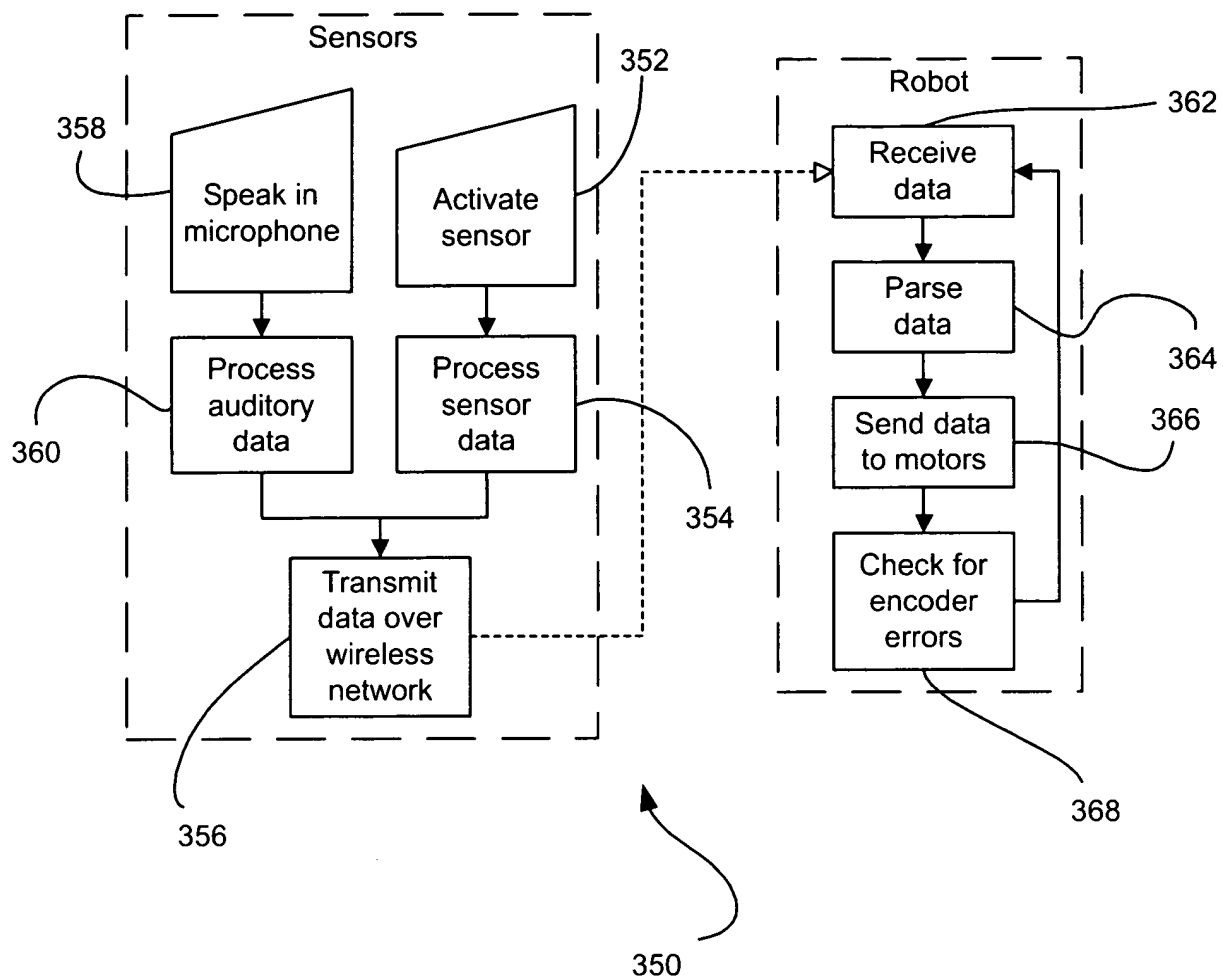 Sensors
352
358
Speak in
microphone
Activate
sensor
Process
auditory
data
360
Process
sensor
data
354
Transmit
data over
wireless
network
356
Robot
362
Receive
data
Parse
data
364
Send data
to motors
366
Check for
encoder
errors
368
350